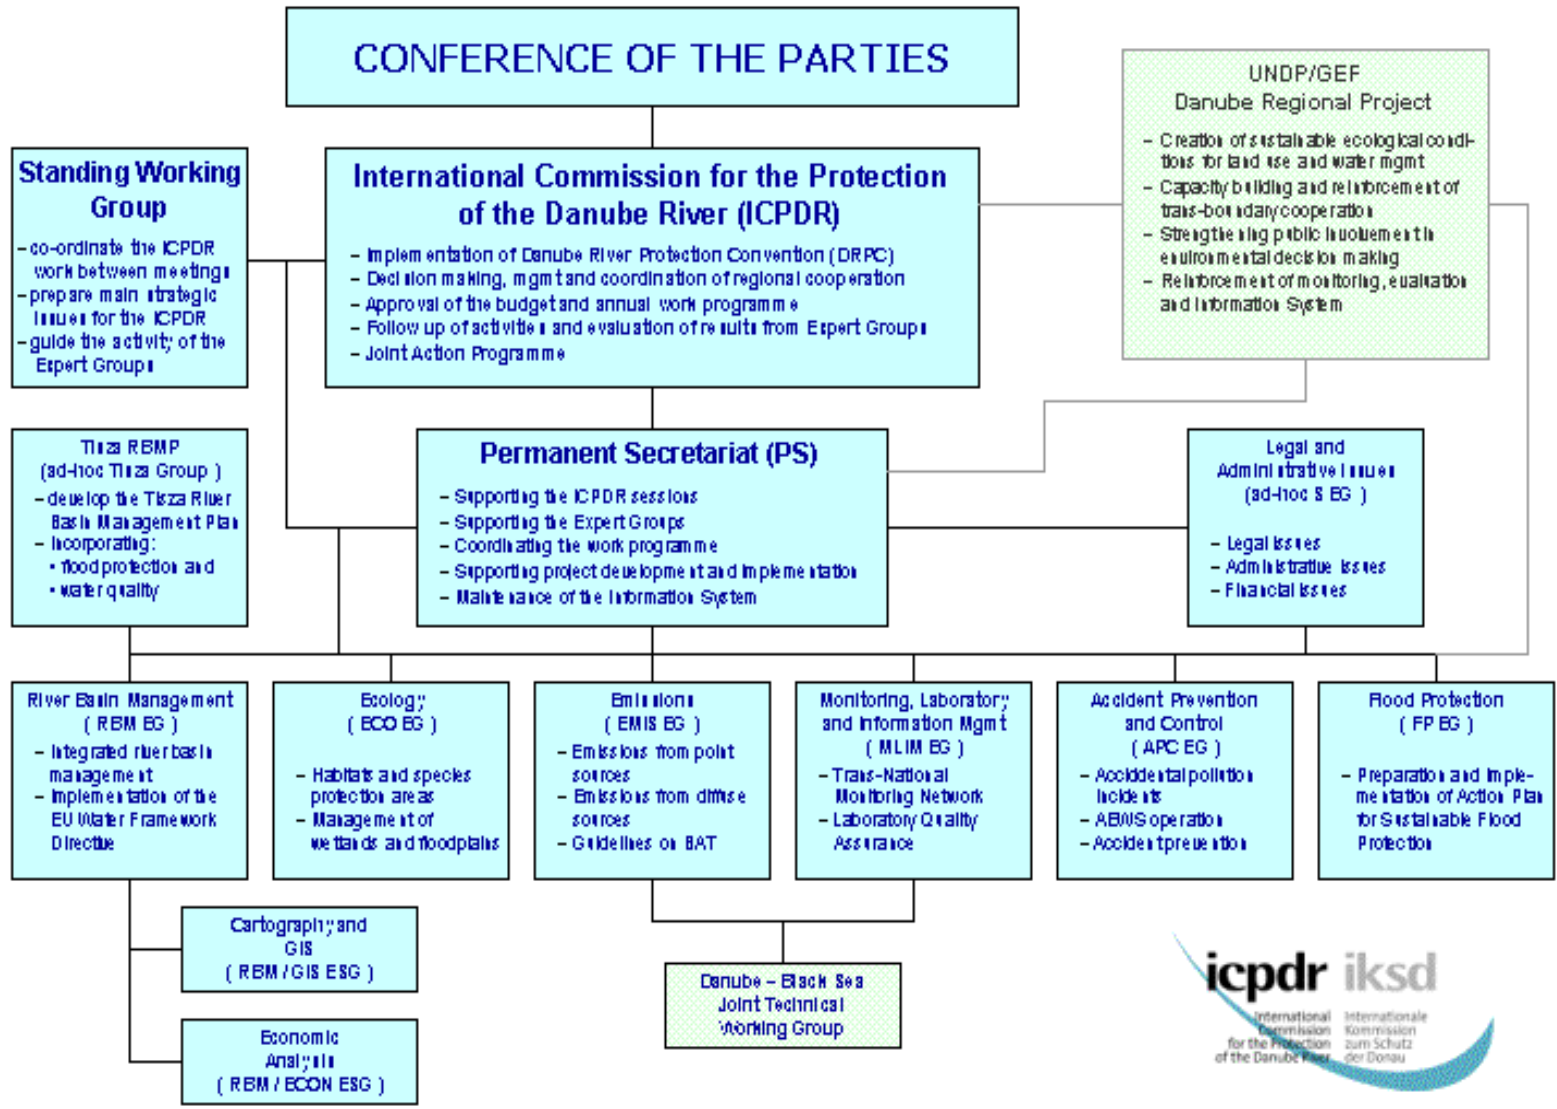 CONFERENCE OF THE PARTIES
UNDP/GEF
Danube Regional Project
– Creation of sustainable ecological condi-
tions for land use and water mgmt
– Capacity building and reinforcement of
trans-boundary cooperation
– Strengthening public involvement in
environmental decision making
– Reinforcement of monitoring, evaluation
and Information System
Standing Working
Group
– co-ordinate the ICPDR
work between meetings
– prepare main strategic
issues for the ICPDR
– guide the activity of the
Expert Groups
International Commission for the Protection
of the Danube River (ICPDR)
– Implementation of Danube River Protection Convention (DRPC)
– Decision making, mgmt and coordination of regional cooperation
– Approval of the budget and annual work programme
– Follow up of activities and evaluation of results from Expert Groups
– Joint Action Programme
Tisza RBMP
(ad-hoc Tisza Group )
– develop the Tisza River
Basin Management Plan
– Incorporating:
• flood protection and
• water quality
Permanent Secretariat (PS)
– Supporting the ICPDR sessions
– Supporting the Expert Groups
– Coordinating the work programme
– Supporting project development and implementation
– Maintenance of the Information System
Legal and
Administrative issues
(ad-hoc S EG )
– Legal issues
– Administrative issues
– Financial issues
River Basin Management
( RBM EG )
– Integrated river basin
management
– Implementation of the
EU Water Framework
Directive
Ecology
( ECO EG )
– Habitats and species
protection areas
– Management of
wetlands and floodplains
Emissions
( EMIS EG )
– Emissions from point
sources
– Emissions from diffuse
sources
– Guidelines on BAT
Monitoring, Laboratory
and Information Mgmt
( MLIM EG )
– Trans-National
Monitoring Network
– Laboratory Quality
Assurance
Accident Prevention
and Control
( APC EG )
– Accidental pollution
incidents
– AEWS operation
– Accident prevention
Flood Protection
( FP EG )
– Preparation and Imple-
mentation of Action Plan
for Sustainable Flood
Protection
Cartography and
GIS
( RBM / GIS ESG )
Economic
Analysis
( RBM / ECON ESG )
Danube – Black Sea
Joint Technical
Working Group
icpdr iksd
International
Commission
for the Protection
of the Danube River
Internationale
Kommission
zum Schutz
der Donau